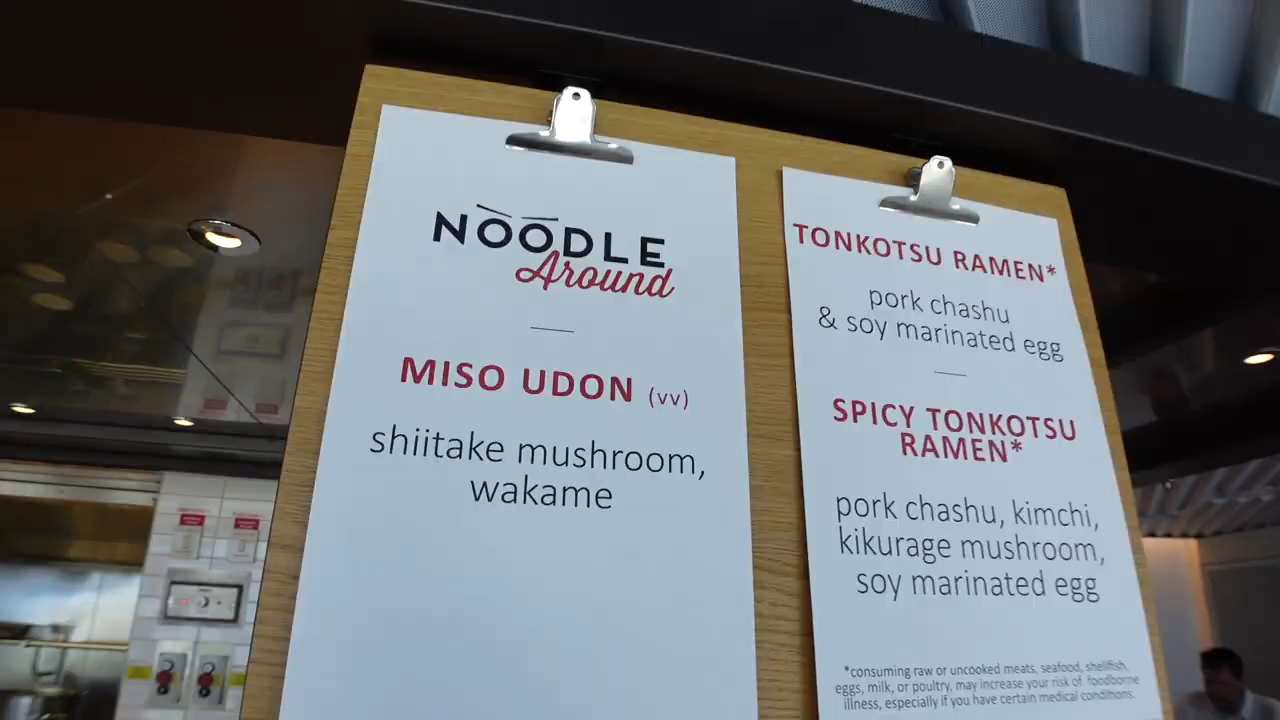 NOODLE
Around
MISO UDON (vv)
shiitake mushroom,
wakame
TONKOTSU RAMEN*
pork chashu
& soy marinated egg
SPICY TONKOTSU
RAMEN*
pork chashu, kimchi,
kikurage mushroom,
soy marinated egg
*consuming raw or uncooked meats, seafood, shellfish,
eggs, milk, or poultry, may increase your risk of foodborne
illness, especially if you have certain medical conditions.